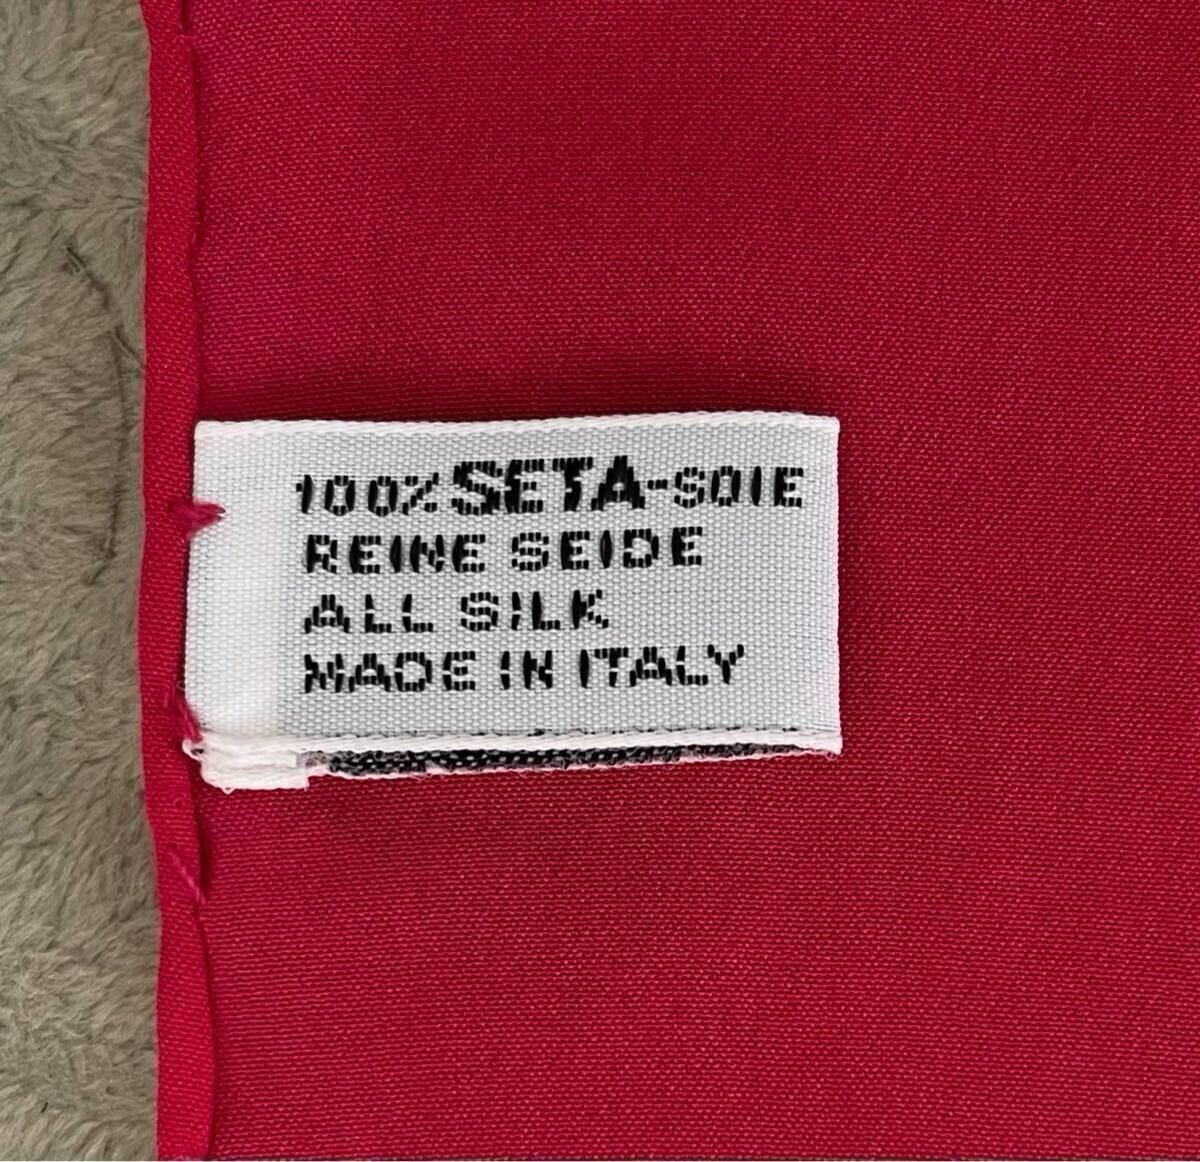 100% SETA-SOIE
REINE SEIDE
ALL SILK
MADE IN ITALY